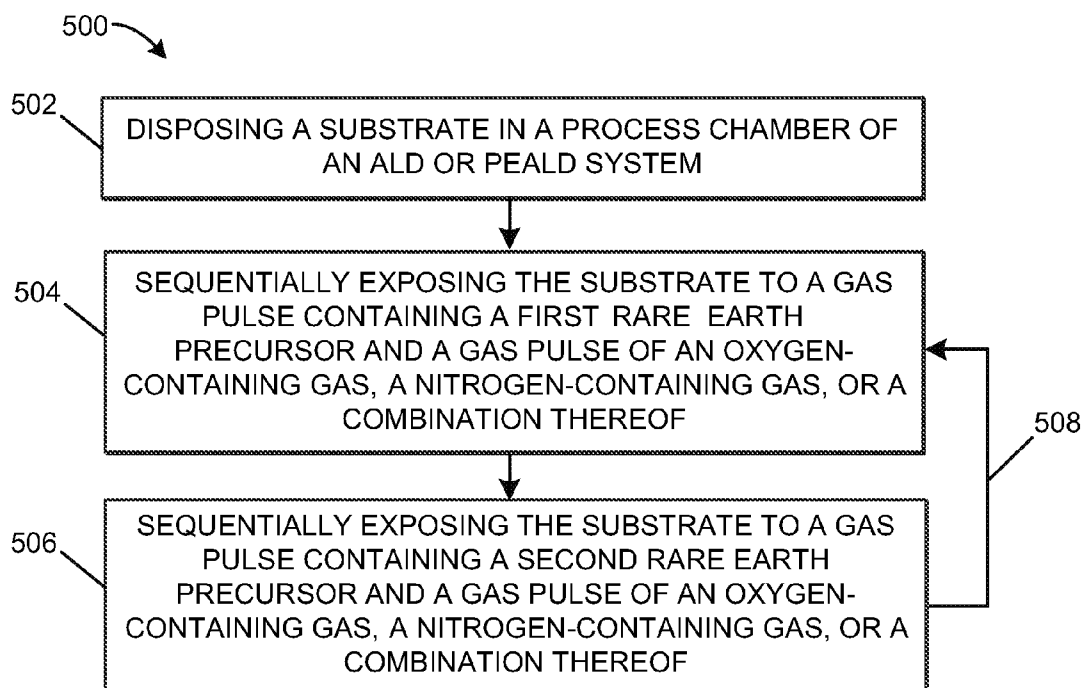 500
502
DISPOSING A SUBSTRATE IN A PROCESS CHAMBER OF
AN ALD OR PEALD SYSTEM
504
SEQUENTIALLY EXPOSING THE SUBSTRATE TO A GAS
PULSE CONTAINING A FIRST RARE EARTH
PRECURSOR AND A GAS PULSE OF AN OXYGEN-
CONTAINING GAS, A NITROGEN-CONTAINING GAS, OR A
COMBINATION THEREOF
508
506
SEQUENTIALLY EXPOSING THE SUBSTRATE TO A GAS
PULSE CONTAINING A SECOND RARE EARTH
PRECURSOR AND A GAS PULSE OF AN OXYGEN-
CONTAINING GAS, A NITROGEN-CONTAINING GAS, OR A
COMBINATION THEREOF